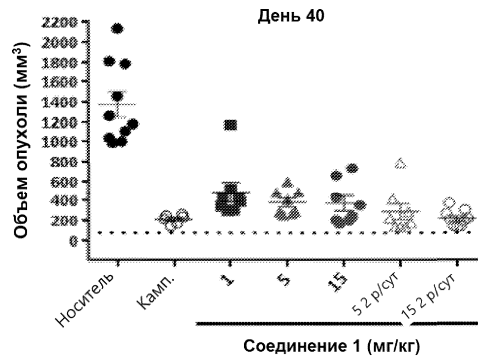 День 40
Объем опухоли (мм³)
2200
2000
1800
1600
1400
1200
1000
800
600
400
200
0
Носитель
Камп.
1
5
15
5 2 р/сут
15 2 р/сут
Соединение 1 (мг/кг)